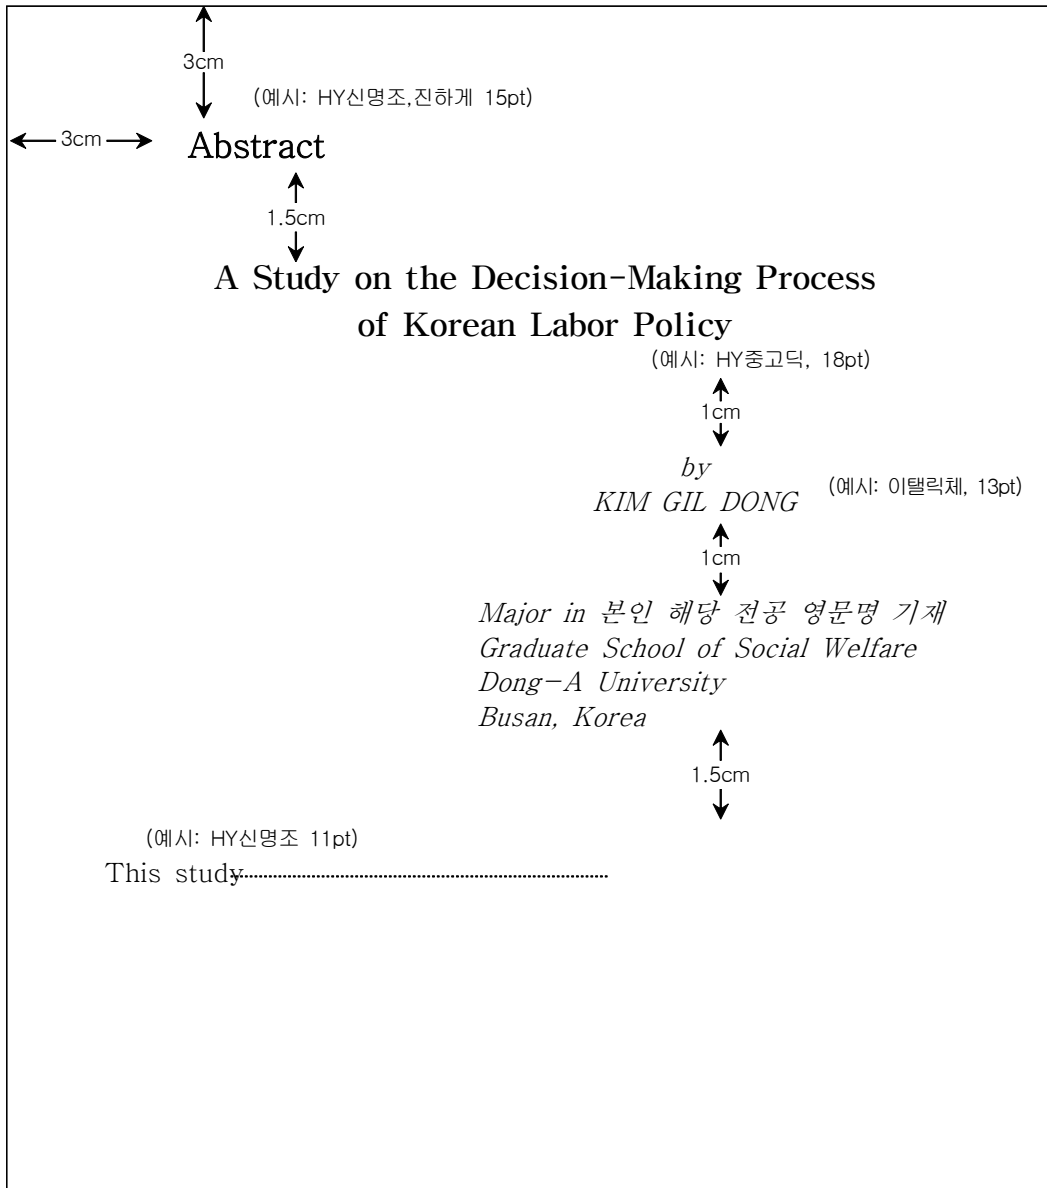 3cm
(예시: HY신명조,진하게 15pt)
3cm
Abstract
1.5cm
A Study on the Decision-Making Process
of Korean Labor Policy
(예시: HY중고딕, 18pt)
1cm
by
KIM GIL DONG
(예시: 이탤릭체, 13pt)
1cm
Major in 본인 해당 전공 영문명 기재
Graduate School of Social Welfare
Dong-A University
Busan, Korea
1.5cm
(예시: HY신명조 11pt)
This study